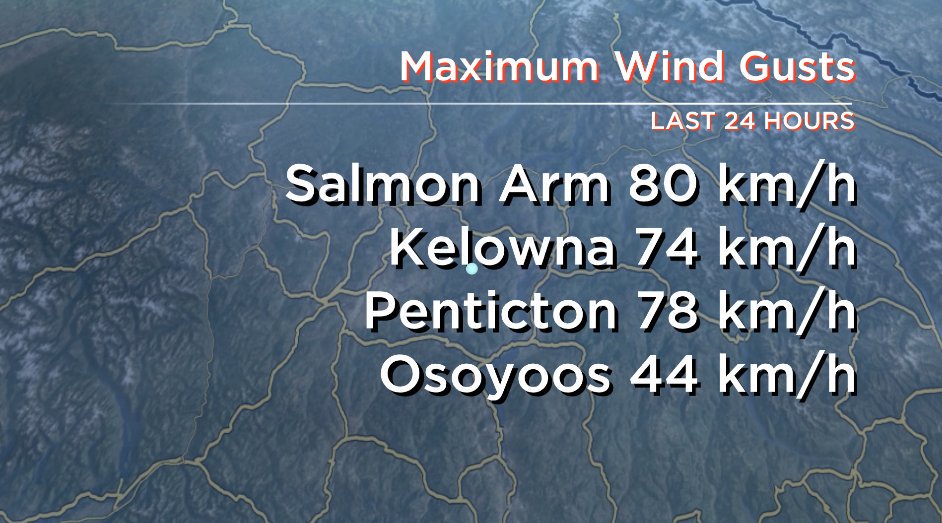 Maximum Wind Gusts
LAST 24 HOURS
Salmon Arm 80 km/h
Kelowna 74 km/h
Penticton 78 km/h
Osoyoos 44 km/h